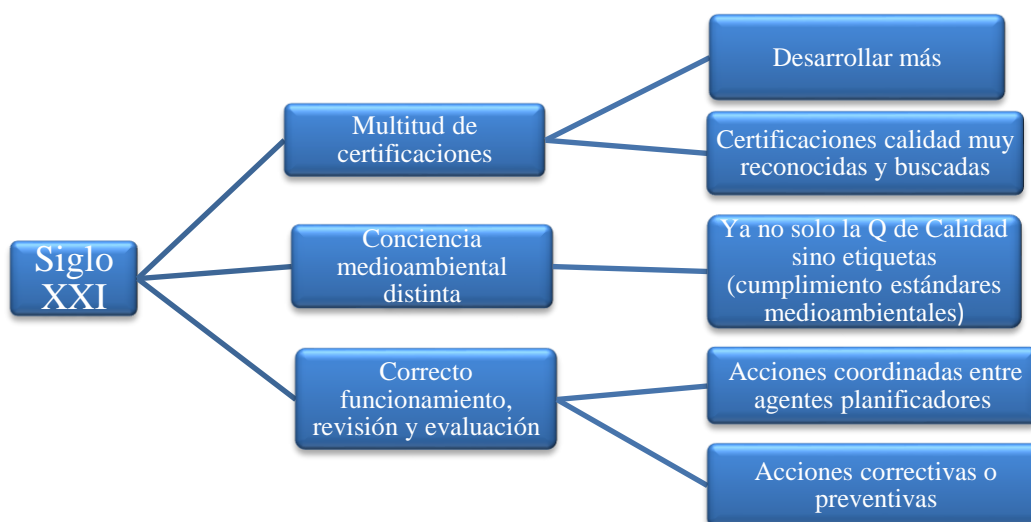 Siglo
XXI
Multitud de
certificaciones
Desarrollar más
Certificaciones calidad muy
reconocidas y buscadas
Conciencia
medioambiental
distinta
Ya no solo la Q de Calidad
sino etiquetas
(cumplimiento estándares
medioambientales)
Correcto
funcionamiento,
revisión y evaluación
Acciones coordinadas entre
agentes planificadores
Acciones correctivas o
preventivas